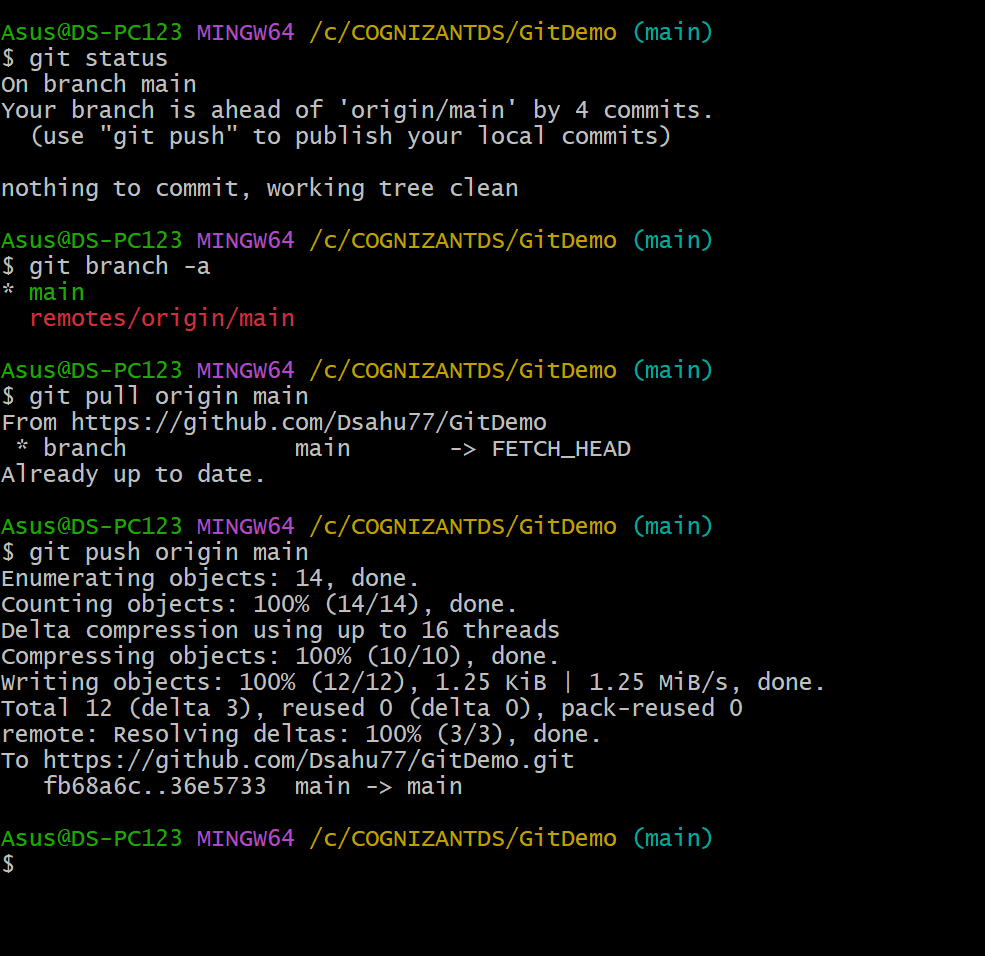 Asus@DS-PC123 MINGW64 /c/COGNIZANTDS/GitDemo (main)
$ git status
On branch main
Your branch is ahead of 'origin/main' by 4 commits.
  (use "git push" to publish your local commits)

nothing to commit, working tree clean

Asus@DS-PC123 MINGW64 /c/COGNIZANTDS/GitDemo (main)
$ git branch -a
* main
  remotes/origin/main

Asus@DS-PC123 MINGW64 /c/COGNIZANTDS/GitDemo (main)
$ git pull origin main
From https://github.com/Dsahu77/GitDemo
 * branch            main       -> FETCH_HEAD
Already up to date.

Asus@DS-PC123 MINGW64 /c/COGNIZANTDS/GitDemo (main)
$ git push origin main
Enumerating objects: 14, done.
Counting objects: 100% (14/14), done.
Delta compression using up to 16 threads
Compressing objects: 100% (10/10), done.
Writing objects: 100% (12/12), 1.25 KiB | 1.25 MiB/s, done.
Total 12 (delta 3), reused 0 (delta 0), pack-reused 0
remote: Resolving deltas: 100% (3/3), done.
To https://github.com/Dsahu77/GitDemo.git
   fb68a6c..36e5733  main -> main

Asus@DS-PC123 MINGW64 /c/COGNIZANTDS/GitDemo (main)
$